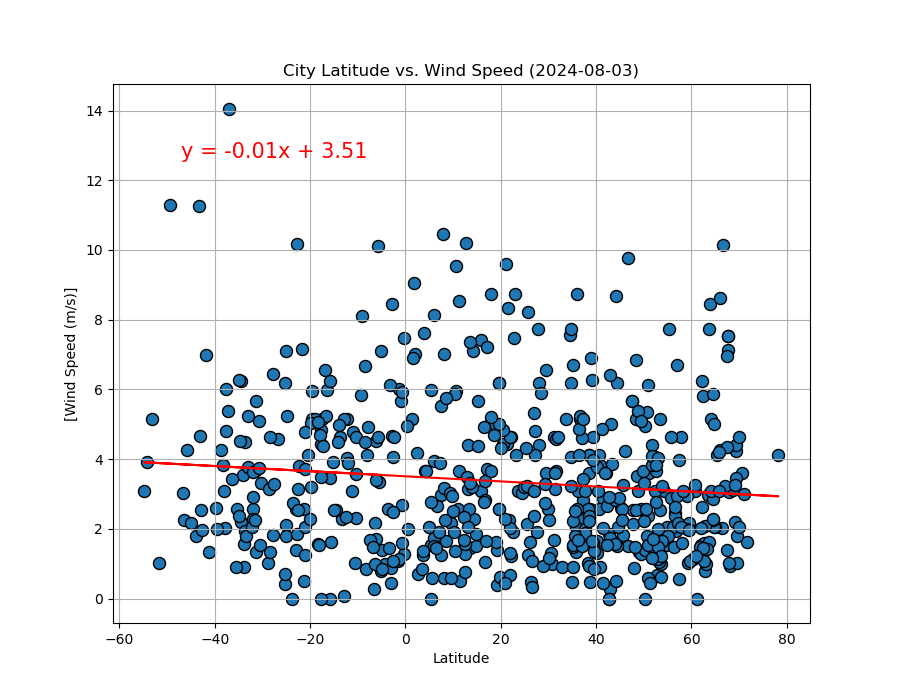 City Latitude vs. Wind Speed (2024-08-03)
14
y = -0.01x + 3.51
12
10
8
[Wind Speed (m/s)]
6
4
2
0
−60 −40 −20 0 20 40 60 80
Latitude